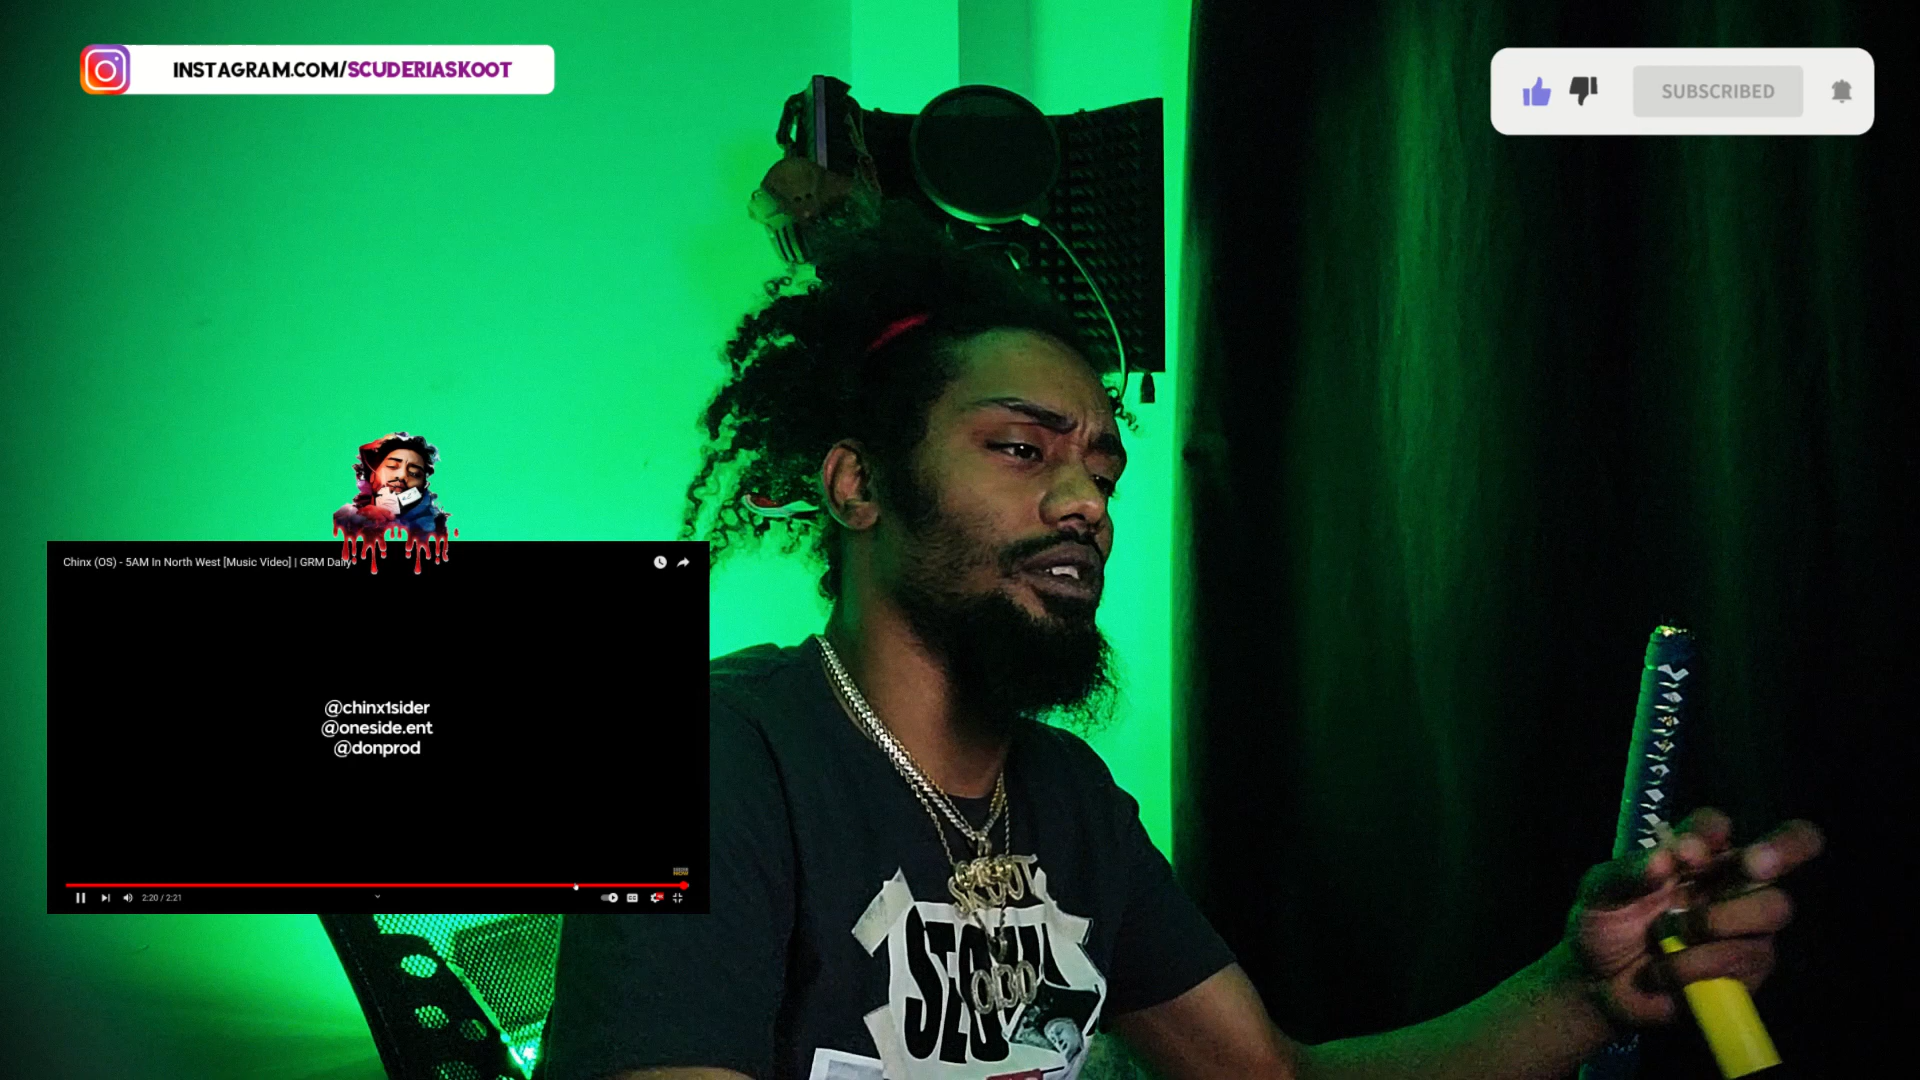 INSTAGRAM.COM/SCUDERIASKOOT
SUBSCRIBED
Chinx (OS) - 5AM In North West [Music Video] | GRM Daily
@chinx1sider
@oneside.ent
@donprod
2:20 / 2:21
SKOOT